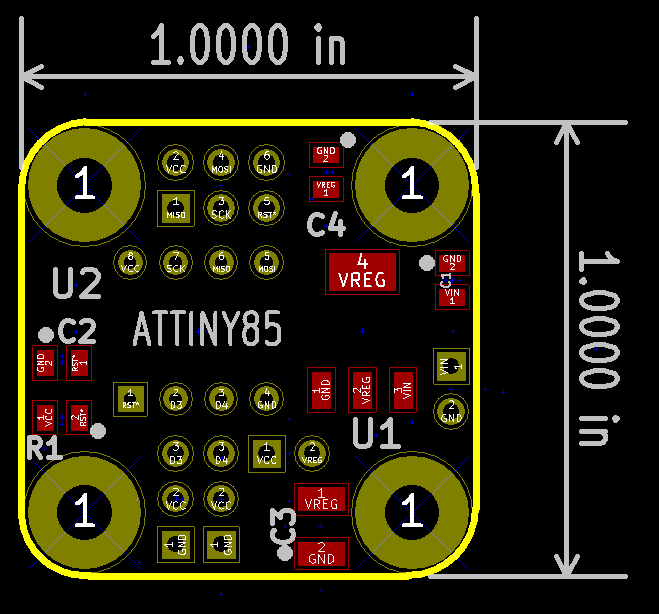 1.0000 in
1 2 VCC 4 MOSI 6 GND GND 2 1
1 MISO 3 SCK 5 RST* VREG 1
C4
8 VCC 7 SCK 6 MISO 5 MOSI 4 VREG GND 2
C1
VIN 1
U2
1.0000 in
C2 ATTINY85
GND 2 RST* 1 VIN 1
1 RST* 2 D3 3 D4 4 GND 1 GND 2 VREG 3 VIN
2 GND
1 VCC 2 RST*
U1
R1 3 D3 3 D4 1 VCC 2 VREG
1 2 VCC 2 VCC 1 VREG 1
C3
1 GND 1 GND 2 GND